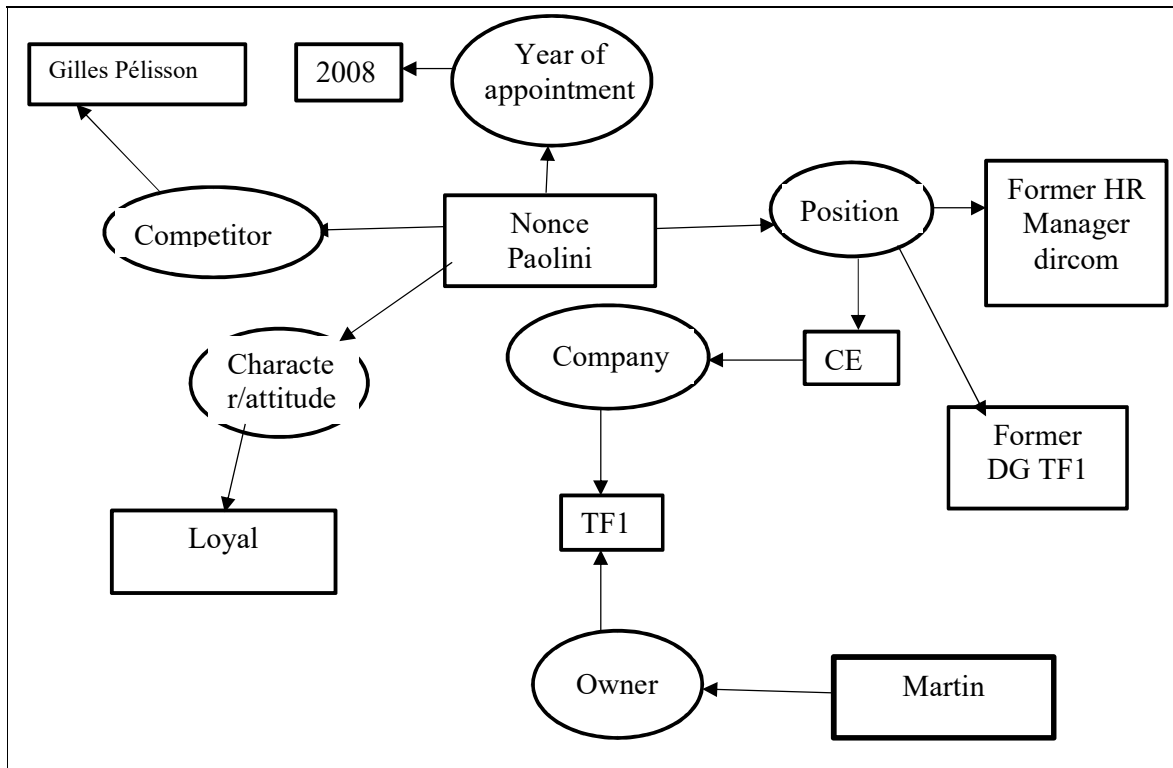 Gilles Pélisson
2008
Year of
appointment
Competitor
Nonce
Paolini
Position
Former HR
Manager
dircom
Characte
r/attitude
Company
CE
Former
DG TF1
Loyal
TF1
Owner
Martin